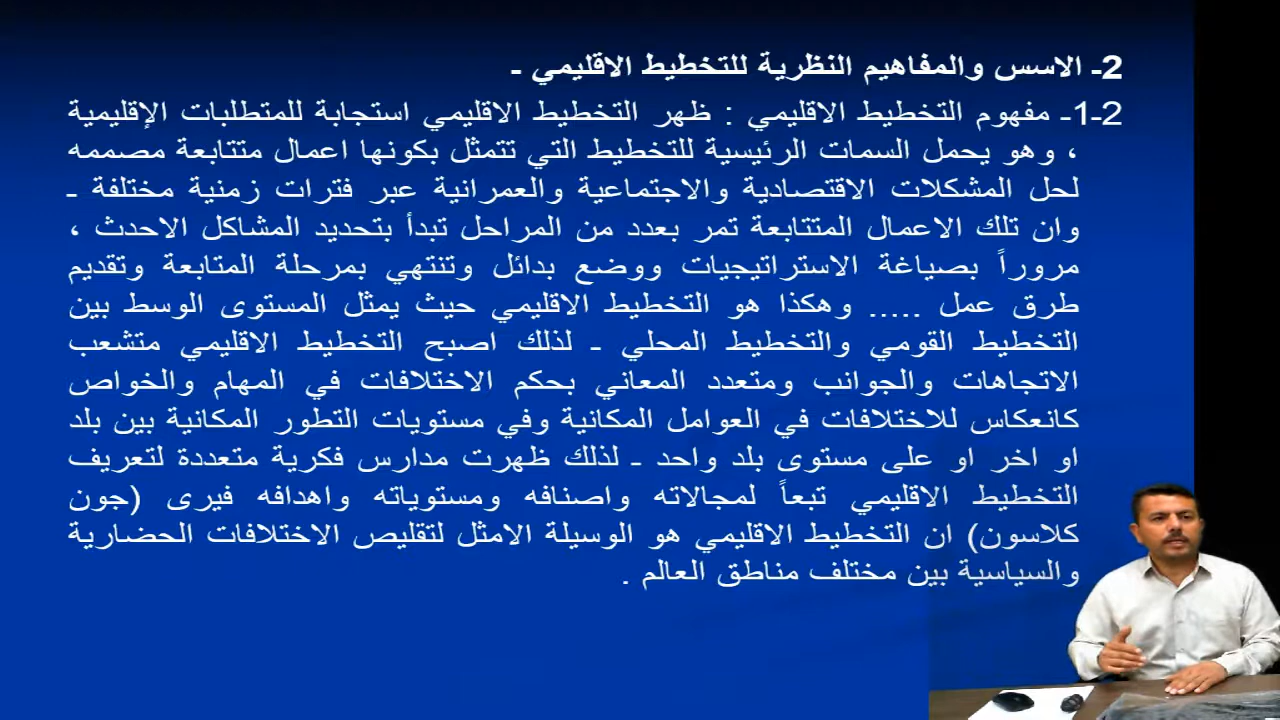 2- الاسس والمفاهيم النظرية للتخطيط الاقليمي -
2-1- مفهوم التخطيط الاقليمي : ظهر التخطيط الاقليمي استجابة للمتطلبات الإقليمية
، وهو يحمل السمات الرئيسية للتخطيط التي تتمثل بكونها اعمال متتابعة مصممه
لحل المشكلات الاقتصادية والاجتماعية والعمرانية عبر فترات زمنية مختلفة -
وان تلك الاعمال المتتابعة تمر بعدد من المراحل تبدأ بتحديد المشاكل الاحدث ،
مروراً بصياغة الاستراتيجيات ووضع بدائل وتنتهي بمرحلة المتابعة وتقديم
طرق عمل ..... وهكذا هو التخطيط الاقليمي حيث يمثل المستوى الوسط بين
التخطيط القومي والتخطيط المحلي - لذلك اصبح التخطيط الاقليمي متشعب
الاتجاهات والجوانب ومتعدد المعاني بحكم الاختلافات في المهام والخواص
كانعكاس للاختلافات في العوامل المكانية وفي مستويات التطور المكانية بين بلد
او اخر او على مستوى بلد واحد - لذلك ظهرت مدارس فكرية متعددة لتعريف
التخطيط الاقليمي تبعاً لمجالاته واصنافه ومستوياته واهدافه فيرى (جون
كلاسون) ان التخطيط الاقليمي هو الوسيلة الامثل لتقليص الاختلافات الحضارية
والسياسية بين مختلف مناطق العالم .